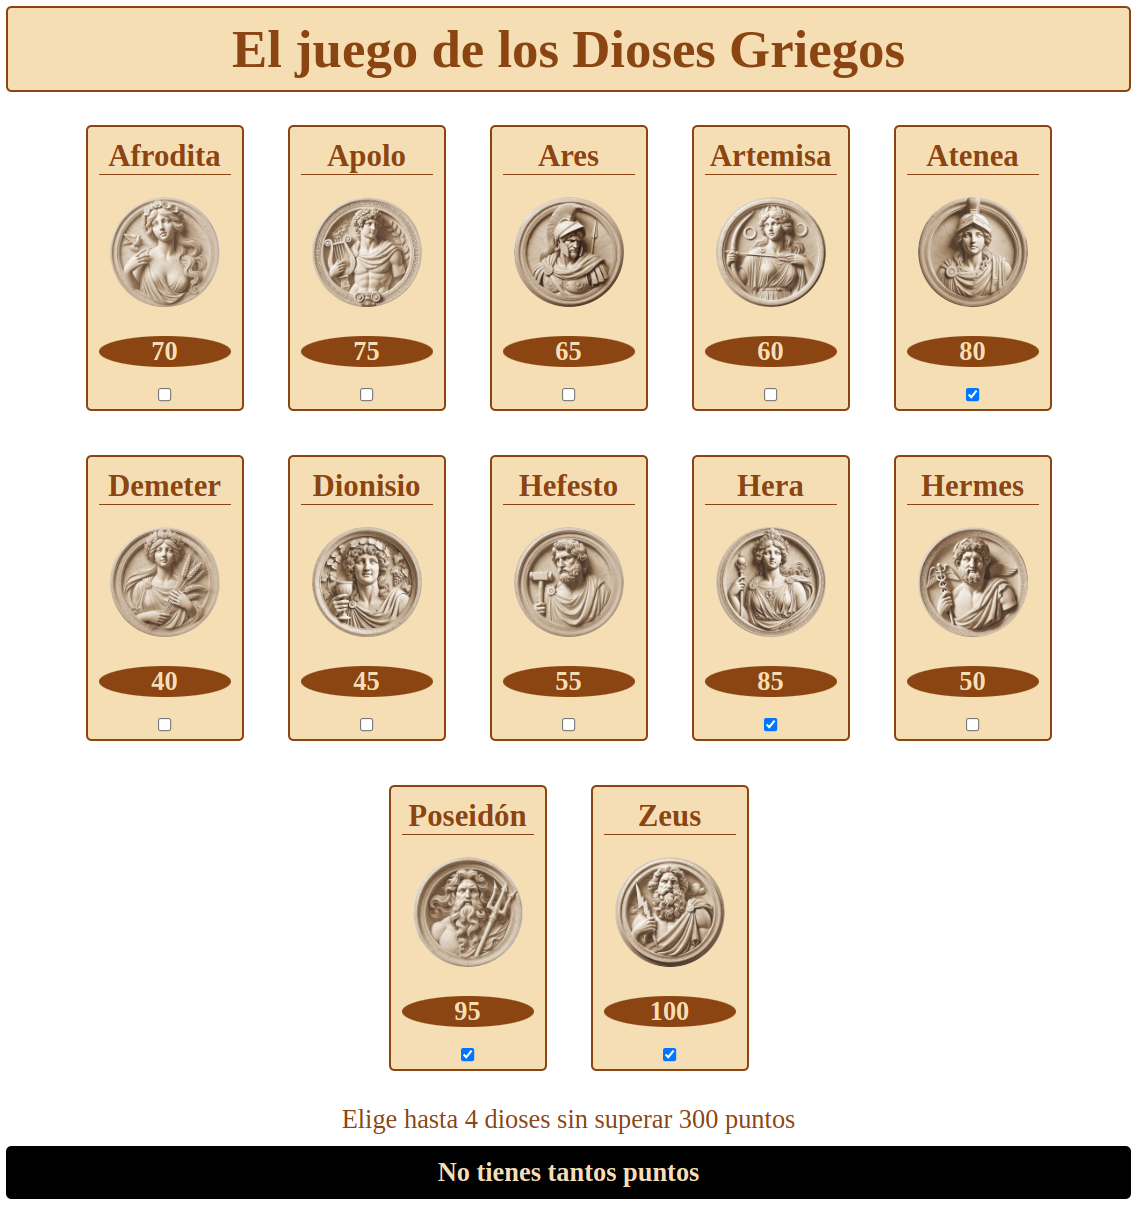 El juego de los Dioses Griegos
Afrodita
70
Apolo
75
Ares
65
Artemisa
60
Atenea
80
Demeter
40
Dionisio
45
Hefesto
55
Hera
85
Hermes
50
Poseidón
95
Zeus
100
Elige hasta 4 dioses sin superar 300 puntos
No tienes tantos puntos